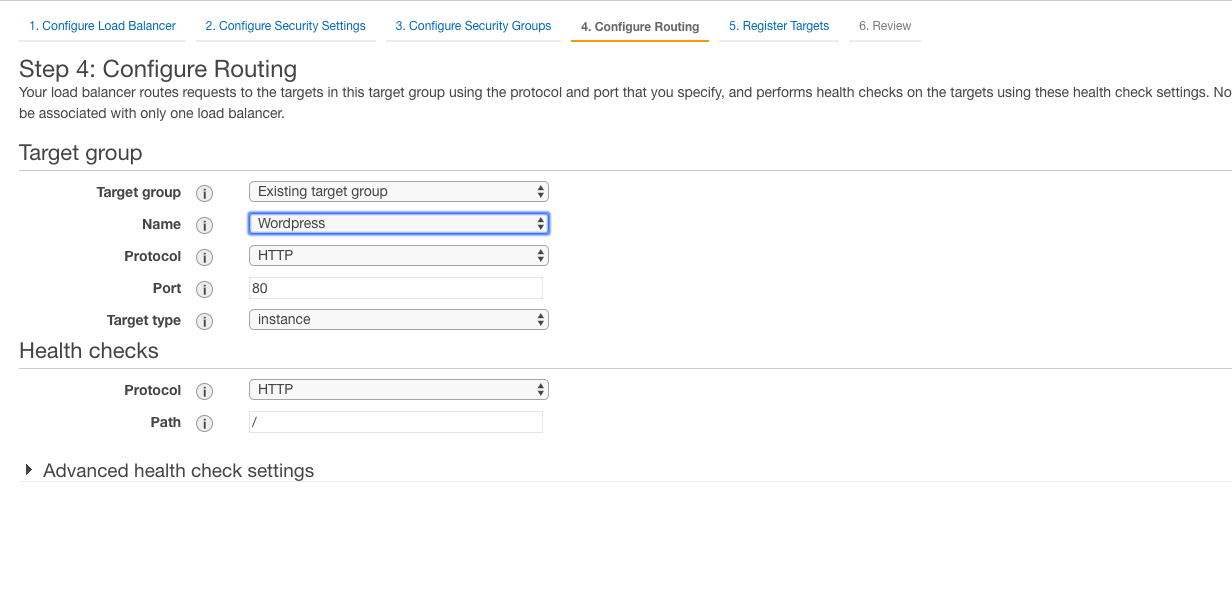 1. Configure Load Balancer 2. Configure Security Settings 3. Configure Security Groups 4. Configure Routing 5. Register Targets 6. Review
Step 4: Configure Routing
Your load balancer routes requests to the targets in this target group using the protocol and port that you specify, and performs health checks on the targets using these health check settings. No
be associated with only one load balancer.
Target group
Target group i Existing target group
Name i Wordpress
Protocol i HTTP
Port i 80
Target type i instance
Health checks
Protocol i HTTP
Path i /
Advanced health check settings